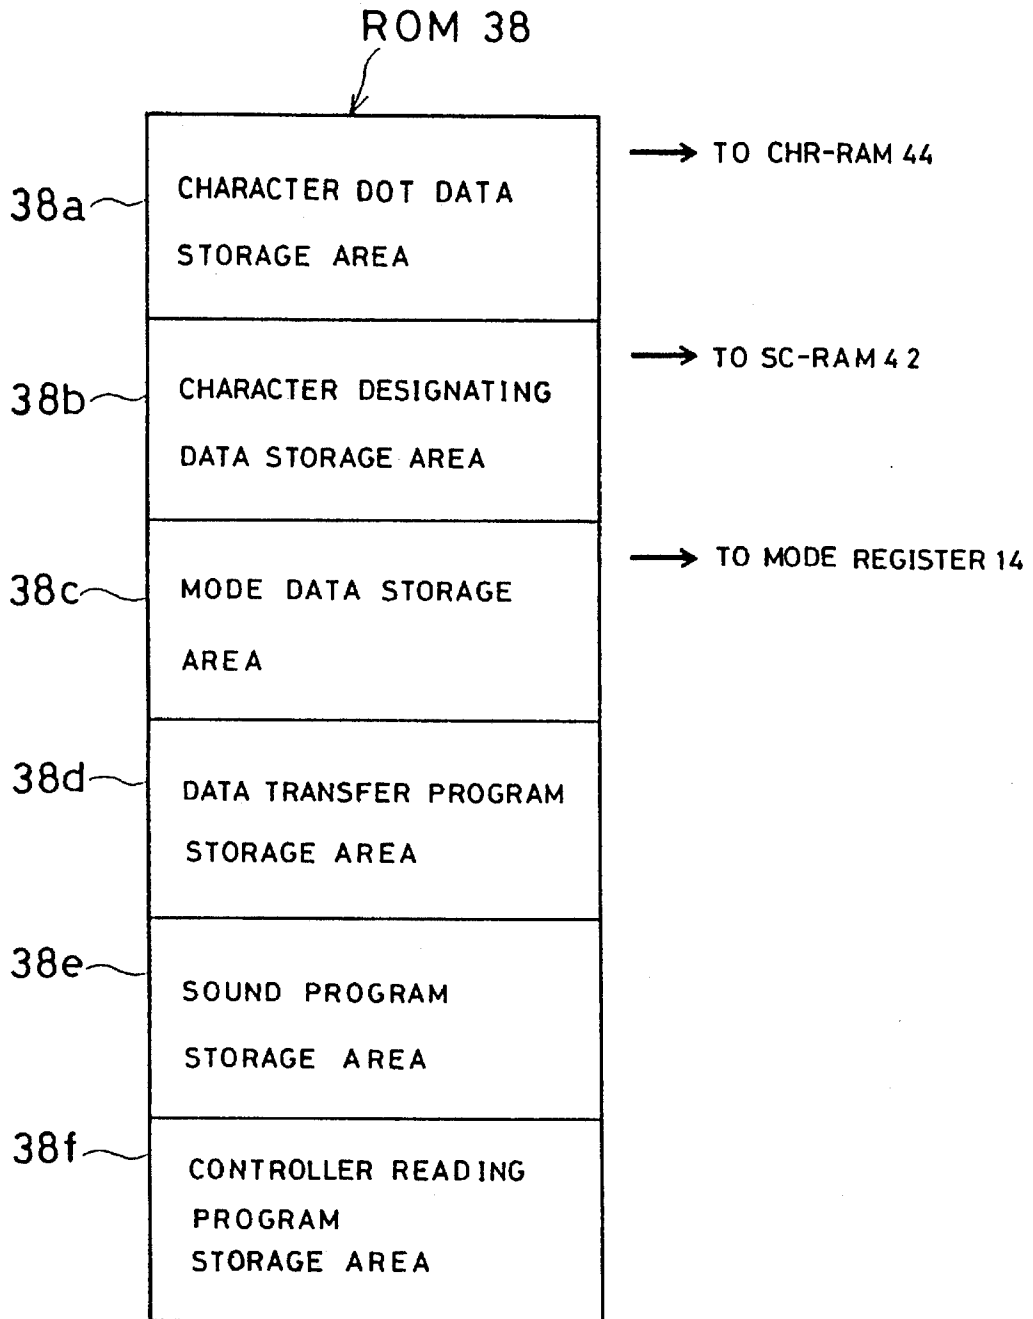 ROM 38
38a
CHARACTER DOT DATA
STORAGE AREA
TO CHR-RAM 44
38b
CHARACTER DESIGNATING
DATA STORAGE AREA
TO SC-RAM 42
38c
MODE DATA STORAGE
AREA
TO MODE REGISTER 14
38d
DATA TRANSFER PROGRAM
STORAGE AREA
38e
SOUND PROGRAM
STORAGE AREA
38f
CONTROLLER READING
PROGRAM
STORAGE AREA